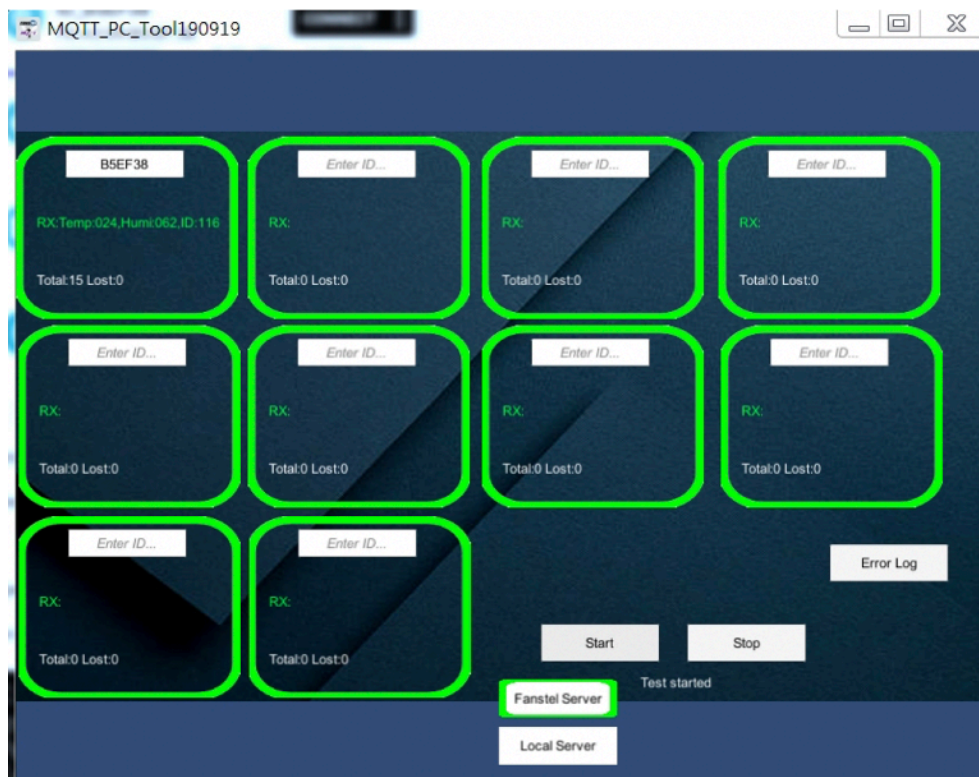 MQTT_PC_Tool190919
B5EF38
RX:Temp:024,Humi:062,ID:116
Total:15 Lost:0
Enter ID...
RX:
Total:0 Lost:0
Enter ID...
RX:
Total:0 Lost:0
Enter ID...
RX:
Total:0 Lost:0
Enter ID...
RX:
Total:0 Lost:0
Enter ID...
RX:
Total:0 Lost:0
Enter ID...
RX:
Total:0 Lost:0
Enter ID...
RX:
Total:0 Lost:0
Enter ID...
RX:
Total:0 Lost:0
Enter ID...
RX:
Total:0 Lost:0
Error Log
Start
Stop
Test started
Fanstel Server
Local Server